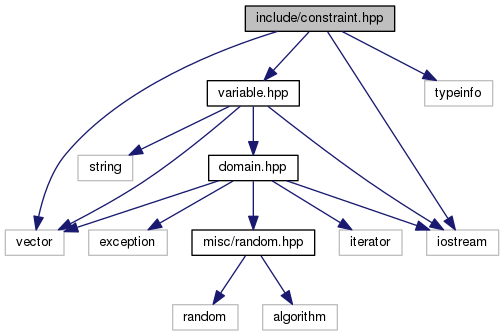 include/constraint.hpp
variable.hpp
typeinfo
string
domain.hpp
vector
exception
misc/random.hpp
iterator
iostream
random
algorithm